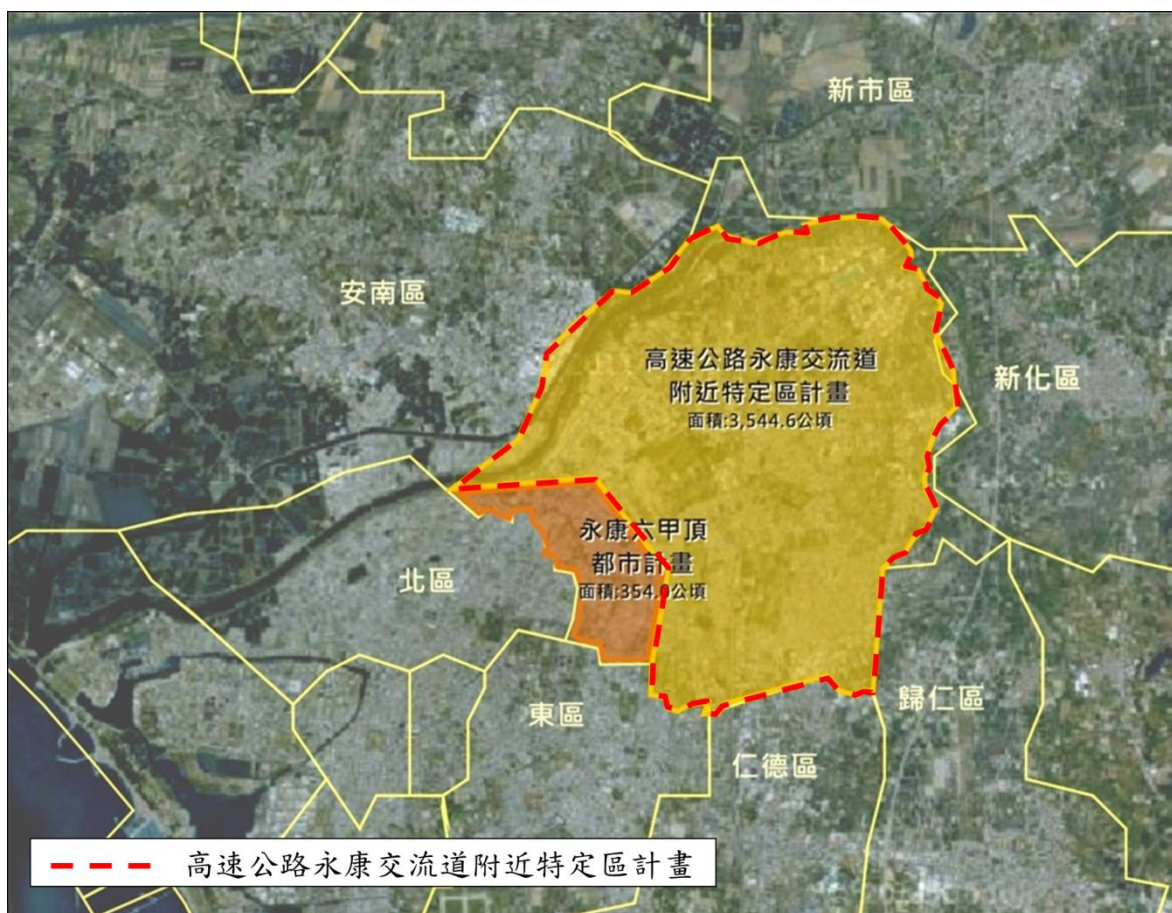 新市區
安南區
高速公路永康交流道
附近特定區計畫
面積:3,544.6公頃
新化區
永康六甲頂
都市計畫
面積:354.0公頃
北區
東區
歸仁區
仁德區
高速公路永康交流道附近特定區計畫